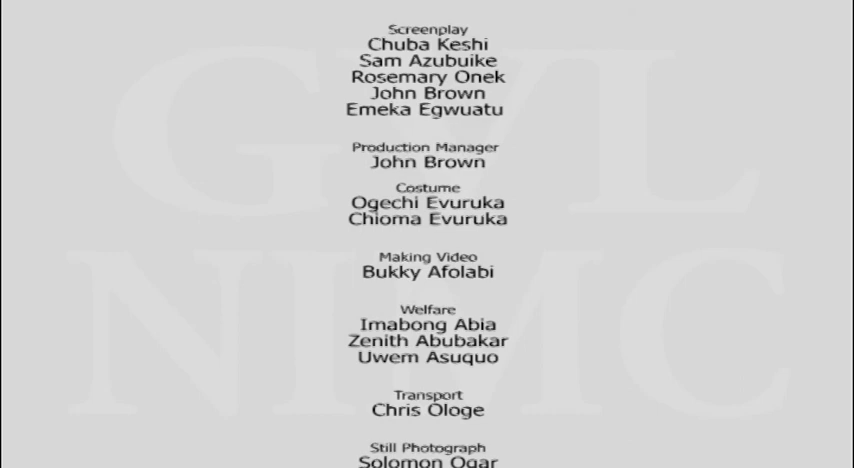 Screenplay
Chuba Keshi
Sam Azubuike
Rosemary Onek
John Brown
Emeka Egwuatu
Production Manager
John Brown
Costume
Ogechi Evuruka
Chioma Evuruka
Making Video
Bukky Afolabi
Welfare
Imabong Abia
Zenith Abubakar
Uwem Asuquo
Transport
Chris Ologe
Still Photograph
Solomon Ogar
GVL
NIMC